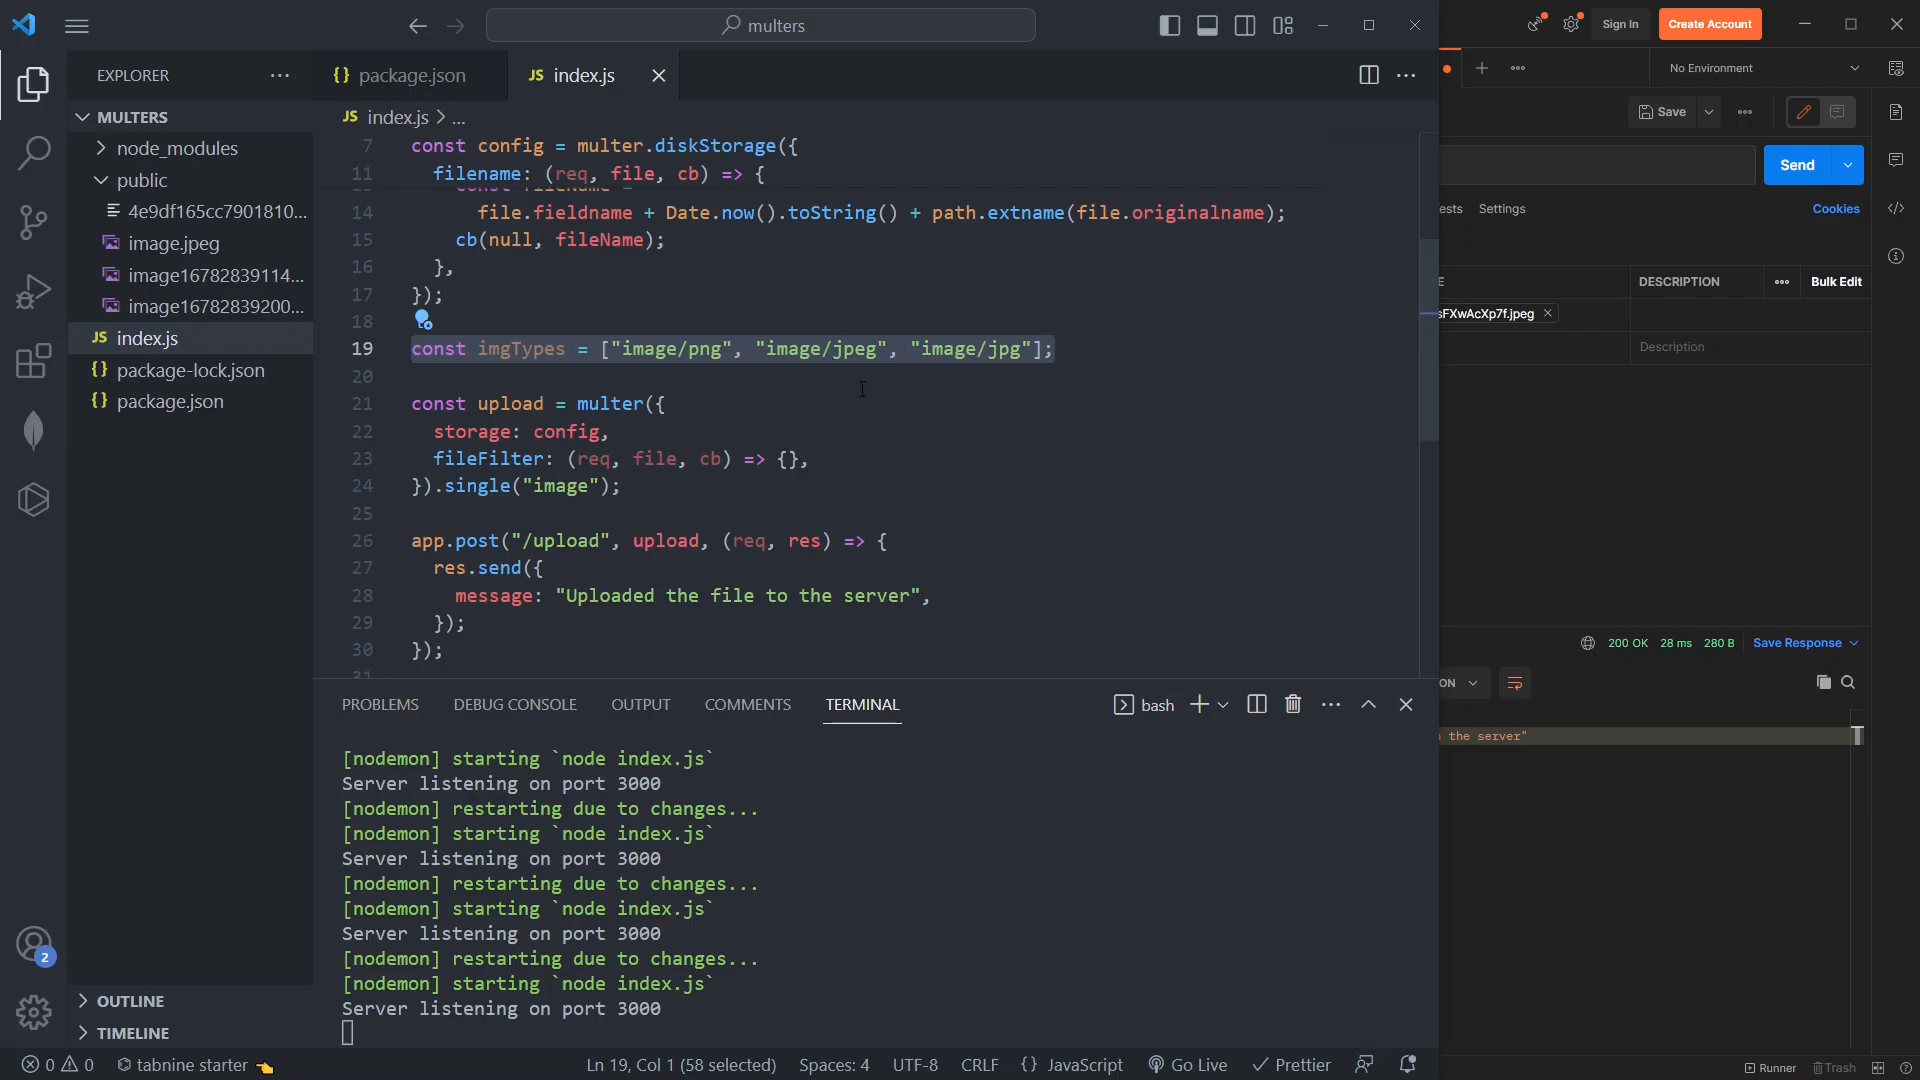 multers
Sign In
Create Account
EXPLORER
package.json
JS index.js
No Environment
MULTERS
JS index.js > ...
Save
node_modules
7 const config = multer.diskStorage({
public
11 filename: (req, file, cb) => {
Send
4e9df165cc7901810...
14 file.fieldname + Date.now().toString() + path.extname(file.originalname);
ests Settings
Cookies
image.jpeg
15 cb(null, fileName);
image16782839114...
16 },
image16782839200...
17 });
E DESCRIPTION Bulk Edit
sFXwAcXp7f.jpeg
18
JS index.js
19 const imgTypes = ["image/png", "image/jpeg", "image/jpg"];
Description
package-lock.json
20
package.json
21 const upload = multer({
22 storage: config,
23 fileFilter: (req, file, cb) => {},
24 }).single("image");
25
26 app.post("/upload", upload, (req, res) => {
27 res.send({
28 message: "Uploaded the file to the server",
29 });
30 });
200 OK 28 ms 280 B Save Response
31
ON
PROBLEMS DEBUG CONSOLE OUTPUT COMMENTS TERMINAL
bash
the server"
[nodemon] starting `node index.js`
Server listening on port 3000
[nodemon] restarting due to changes...
[nodemon] starting `node index.js`
Server listening on port 3000
[nodemon] restarting due to changes...
[nodemon] starting `node index.js`
Server listening on port 3000
[nodemon] restarting due to changes...
[nodemon] starting `node index.js`
Server listening on port 3000
2
OUTLINE
TIMELINE
0 0 tabnine starter
Ln 19, Col 1 (58 selected) Spaces: 4 UTF-8 CRLF {} JavaScript Go Live Prettier
Runner Trash